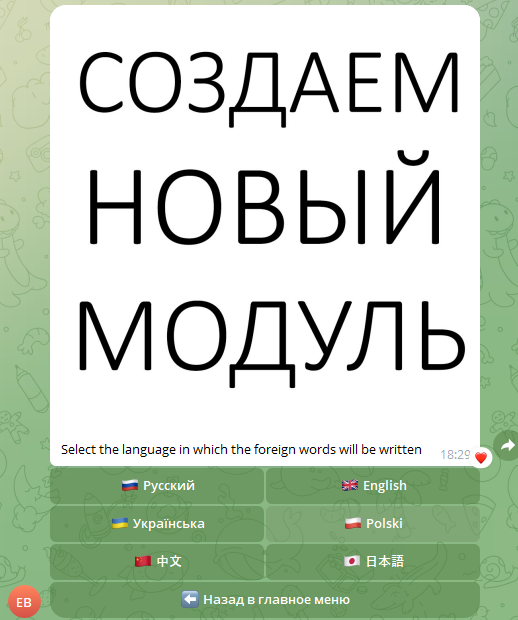 СОЗДАЕМ
НОВЫЙ
МОДУЛЬ
Select the language in which the foreign words will be written
18:29
Русский
English
Українська
Polski
中文
日本語
Назад в главное меню
EB